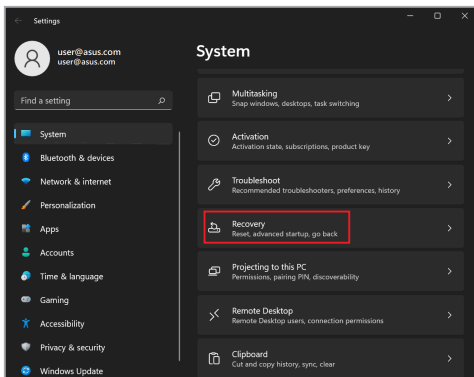 Settings
user@asus.com
user@asus.com
Find a setting
System
Bluetooth & devices
Network & internet
Personalization
Apps
Accounts
Time & language
Gaming
Accessibility
Privacy & security
Windows Update
System
Multitasking
Snap windows, desktops, task switching
Activation
Activation state, subscriptions, product key
Troubleshoot
Recommended troubleshooters, preferences, history
Recovery
Reset, advanced startup, go back
Projecting to this PC
Permissions, pairing PIN, discoverability
Remote Desktop
Remote Desktop users, connection permissions
Clipboard
Cut and copy history, sync, clear